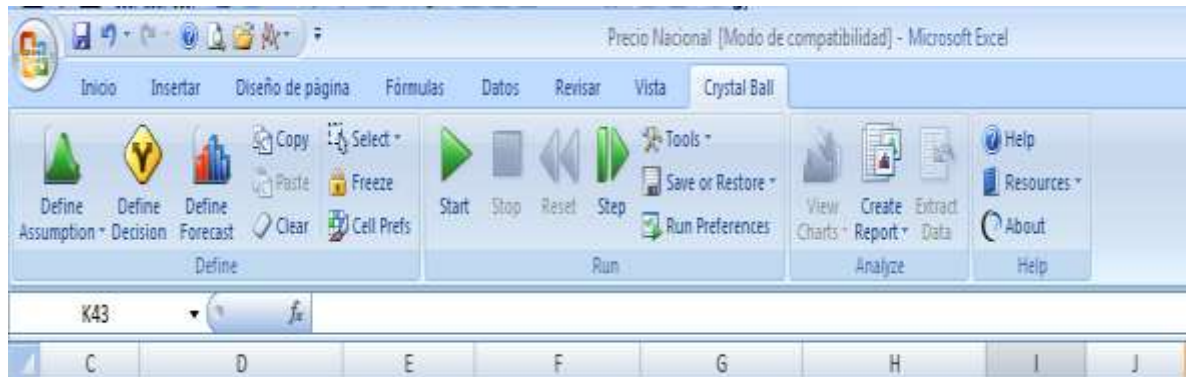 Precio Nacional [Modo de compatibilidad] - Microsoft Excel
Inicio Insertar Diseño de página Fórmulas Datos Revisar Vista Crystal Ball
Define Assumption
Define Decision
Define Forecast
Copy
Paste
Clear
Select
Freeze
Cell Prefs
Define
Start
Stop
Reset
Step
Tools
Save or Restore
Run Preferences
Run
View Charts
Create Report
Extract Data
Analyze
Help
Resources
About
Help
K43 fx
C D E F G H I J